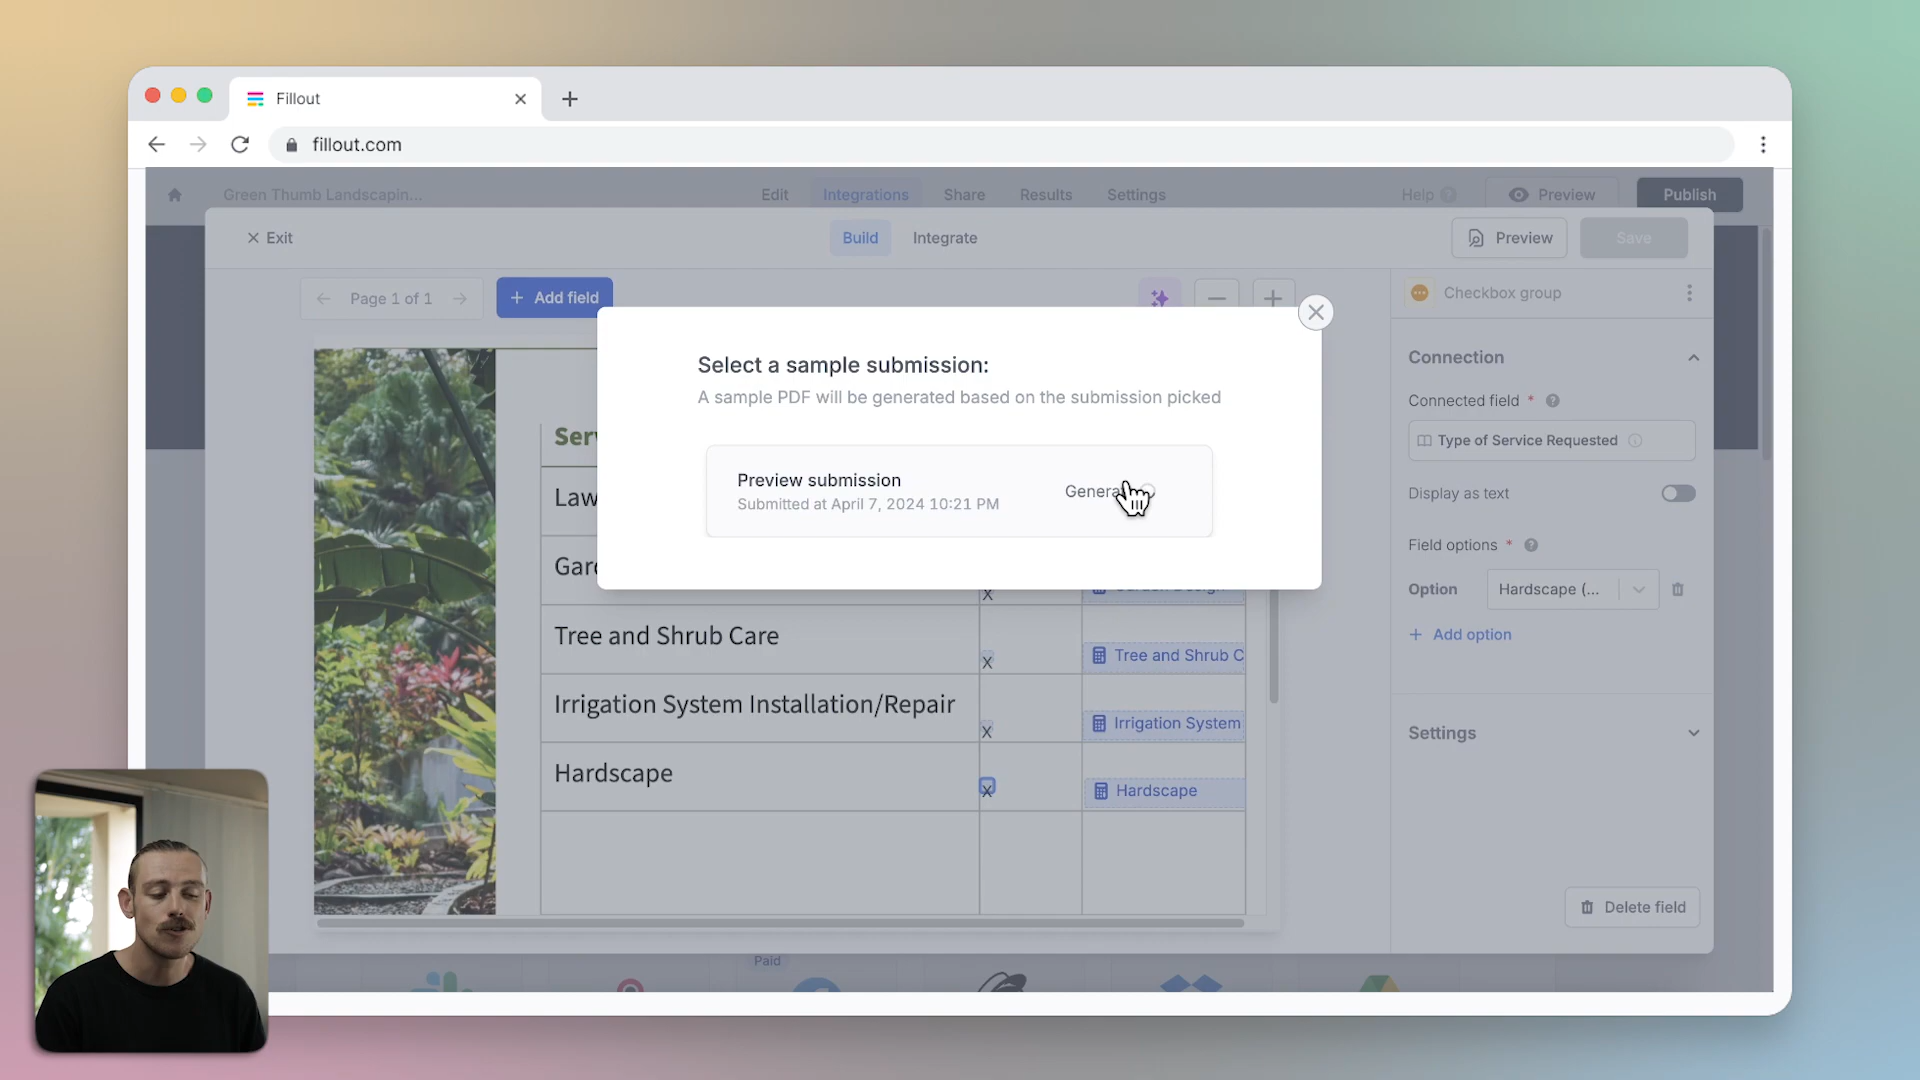 Fillout
fillout.com
Green Thumb Landscapin...
Edit
Integrations
Share
Results
Settings
Help
Preview
Publish
Exit
Build
Integrate
Preview
Save
Page 1 of 1
Add field
Checkbox group
Select a sample submission:
A sample PDF will be generated based on the submission picked
Preview submission
Submitted at April 7, 2024 10:21 PM
Connection
Connected field *
Type of Service Requested
Display as text
Field options *
Option
Hardscape (...
Add option
Settings
Delete field
Tree and Shrub Care
X
Tree and Shrub C
Irrigation System Installation/Repair
X
Irrigation System
Hardscape
X
Hardscape
X
Paid